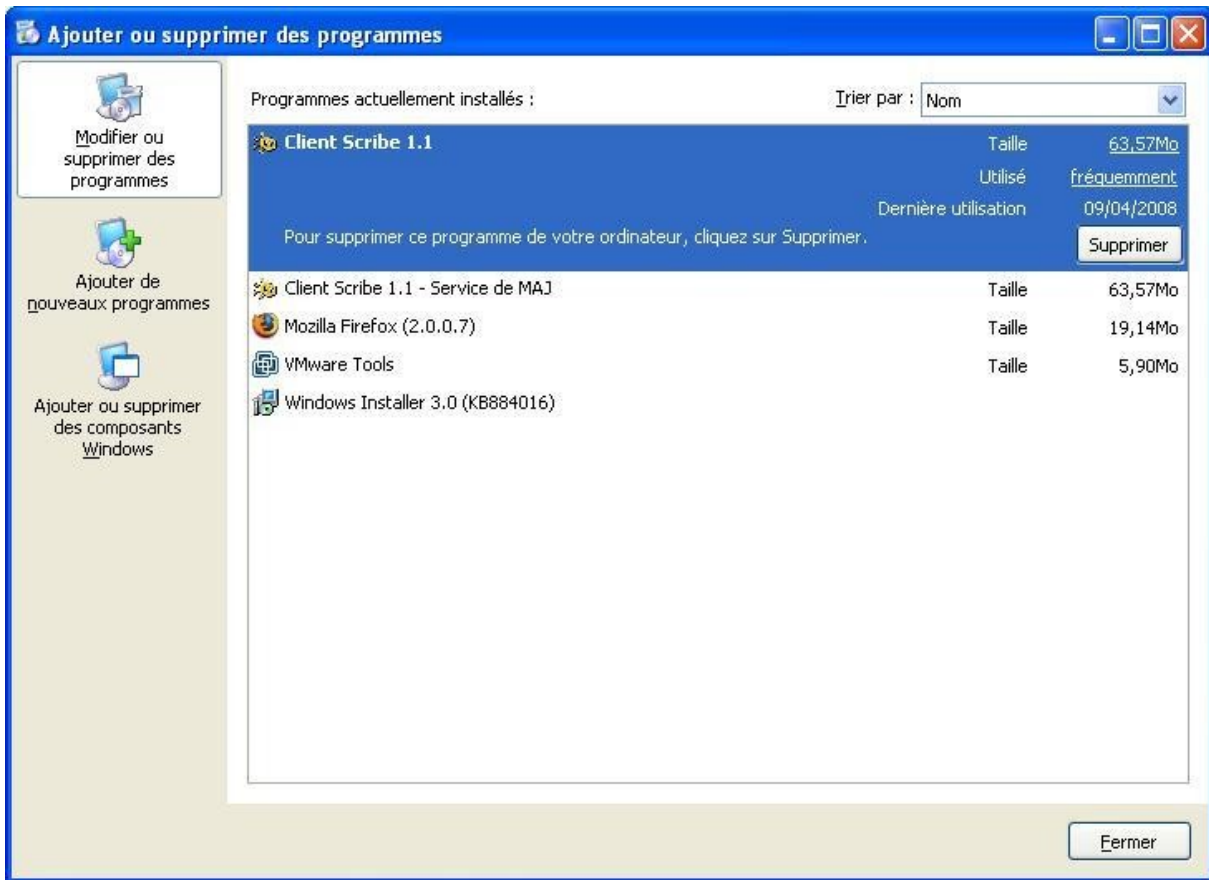 Ajouter ou supprimer des programmes
Modifier ou
supprimer des
programmes
Ajouter de
nouveaux programmes
Ajouter ou supprimer
des composants
Windows
Programmes actuellement installés :
Trier par : Nom
Client Scribe 1.1 Taille 63,57Mo
Utilisé fréquemment
Dernière utilisation 09/04/2008
Pour supprimer ce programme de votre ordinateur, cliquez sur Supprimer. Supprimer
Client Scribe 1.1 - Service de MAJ Taille 63,57Mo
Mozilla Firefox (2.0.0.7) Taille 19,14Mo
VMware Tools Taille 5,90Mo
Windows Installer 3.0 (KB884016)
Fermer